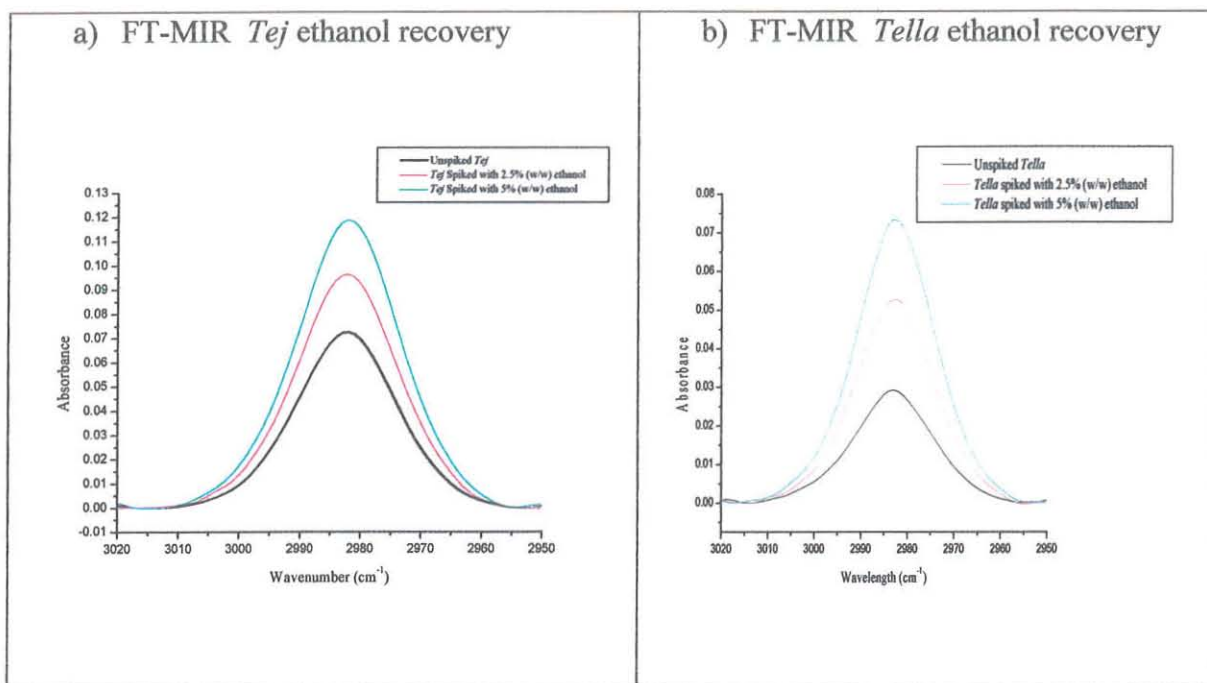 a) FT-MIR Tej ethanol recovery
Unspiked Tej
Tej Spiked with 2.5% (w/w) ethanol
Tej Spiked with 5% (w/w) ethanol
0.13
0.12
0.11
0.10
0.09
0.08
0.07
0.06
0.05
0.04
0.03
0.02
0.01
0.00
-0.01
Absorbance
3020 3010 3000 2990 2980 2970 2960 2950
Wavenumber (cm⁻¹)
b) FT-MIR Tella ethanol recovery
Unspiked Tella
Tella spiked with 2.5% (w/w) ethanol
Tella spiked with 5% (w/w) ethanol
0.08
0.07
0.06
0.05
0.04
0.03
0.02
0.01
0.00
Absorbance
3020 3010 3000 2990 2980 2970 2960 2950
Wavelength (cm⁻¹)